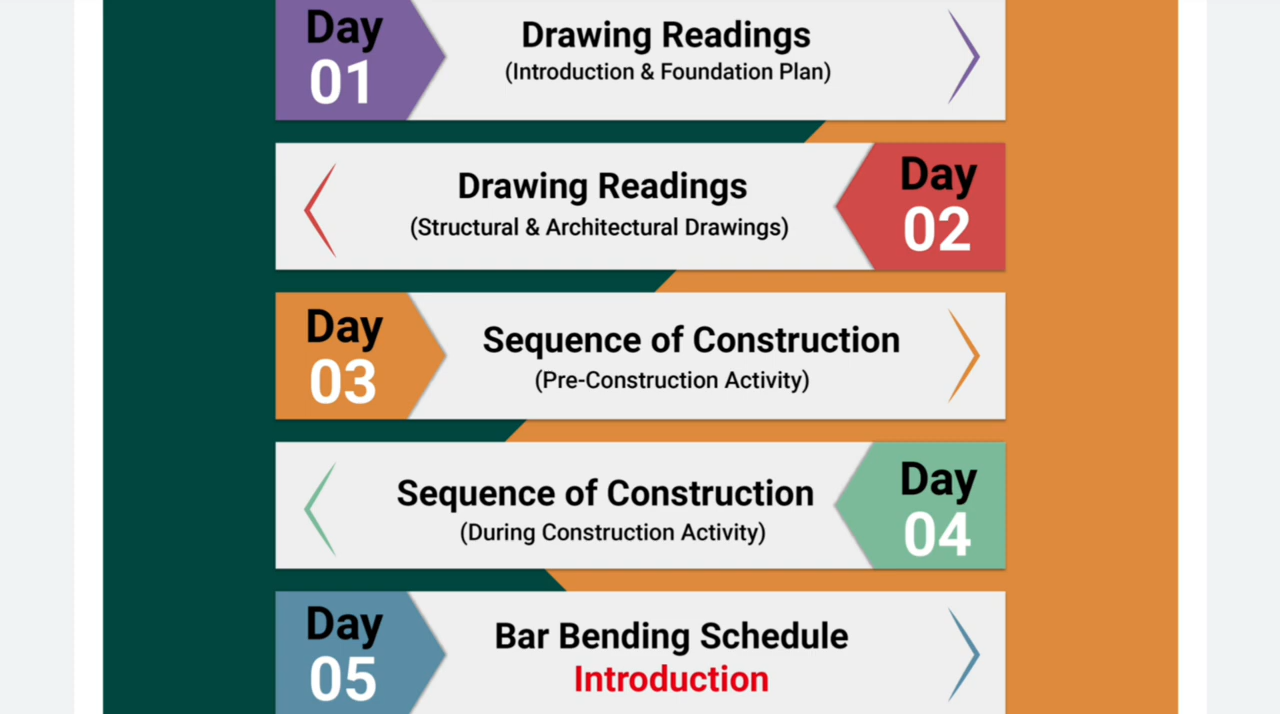 Day
01
Drawing Readings
(Introduction & Foundation Plan)
Drawing Readings
(Structural & Architectural Drawings)
Day
02
Day
03
Sequence of Construction
(Pre-Construction Activity)
Sequence of Construction
(During Construction Activity)
Day
04
Day
05
Bar Bending Schedule
Introduction